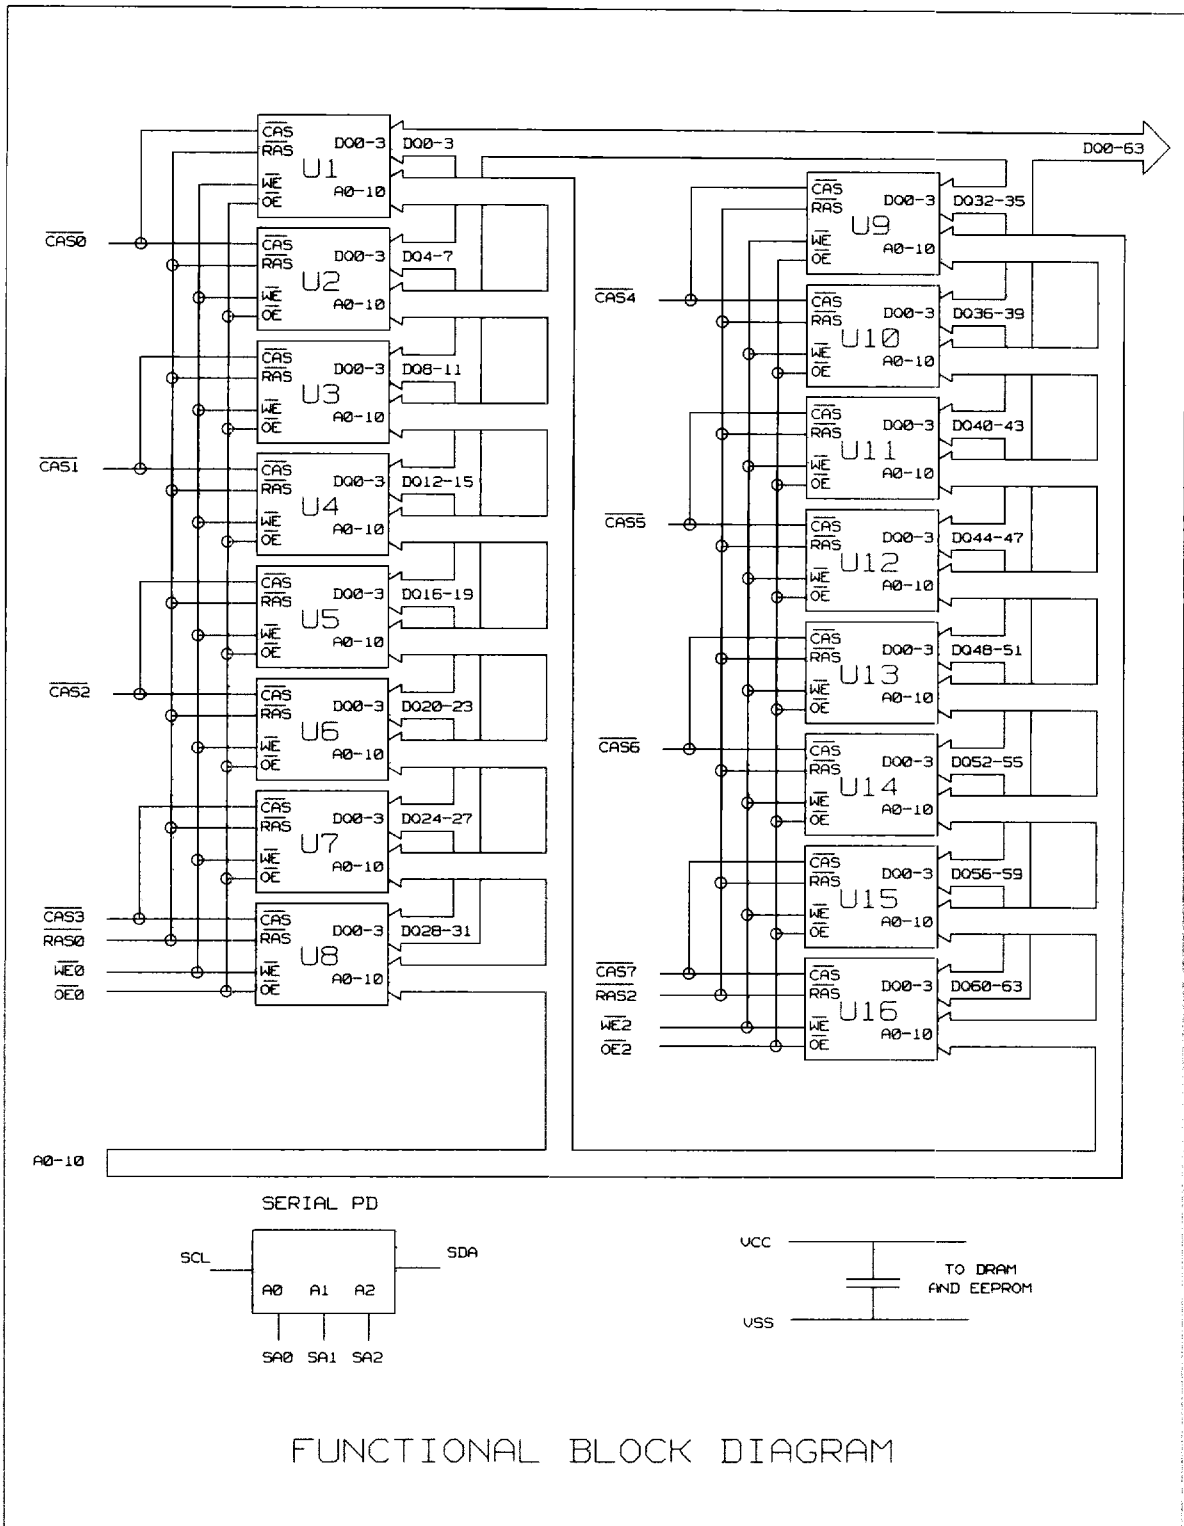 CAS
RAS
WE
OE
U1
DQ0-3
A0-10
DQ0-3
CAS0
CAS
RAS
WE
OE
U2
DQ0-3
A0-10
DQ4-7
CAS
RAS
WE
OE
U3
DQ0-3
A0-10
DQ8-11
CAS1
CAS
RAS
WE
OE
U4
DQ0-3
A0-10
DQ12-15
CAS
RAS
WE
OE
U5
DQ0-3
A0-10
DQ16-19
CAS2
CAS
RAS
WE
OE
U6
DQ0-3
A0-10
DQ20-23
CAS
RAS
WE
OE
U7
DQ0-3
A0-10
DQ24-27
CAS3
RAS0
WE0
OE0
CAS
RAS
WE
OE
U8
DQ0-3
A0-10
DQ28-31
DQ0-63
CAS
RAS
WE
OE
U9
DQ0-3
A0-10
DQ32-35
CAS4
CAS
RAS
WE
OE
U10
DQ0-3
A0-10
DQ36-39
CAS
RAS
WE
OE
U11
DQ0-3
A0-10
DQ40-43
CAS5
CAS
RAS
WE
OE
U12
DQ0-3
A0-10
DQ44-47
CAS
RAS
WE
OE
U13
DQ0-3
A0-10
DQ48-51
CAS6
CAS
RAS
WE
OE
U14
DQ0-3
A0-10
DQ52-55
CAS
RAS
WE
OE
U15
DQ0-3
A0-10
DQ56-59
CAS7
RAS2
WE2
OE2
CAS
RAS
WE
OE
U16
DQ0-3
A0-10
DQ60-63
A0-10
SERIAL PD
SCL
SDA
A0 A1 A2
SA0 SA1 SA2
VCC
TO DRAM
AND EEPROM
VSS
FUNCTIONAL BLOCK DIAGRAM